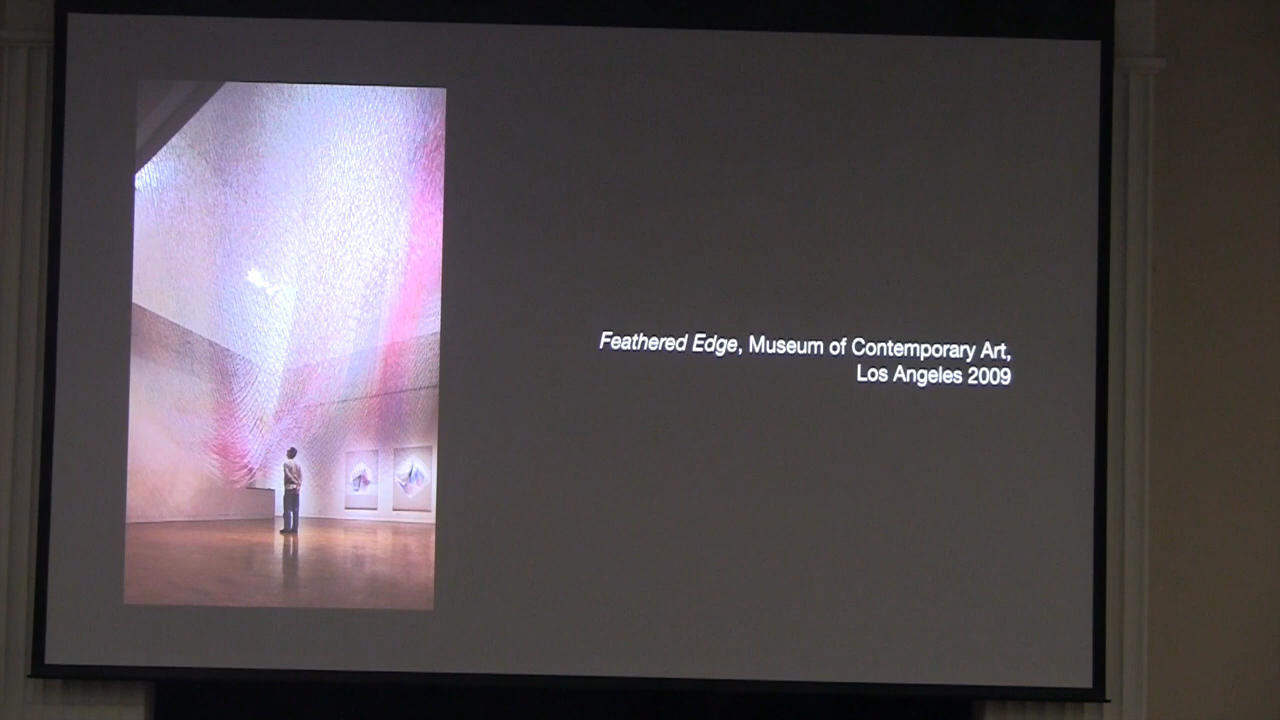 Feathered Edge, Museum of Contemporary Art,
Los Angeles 2009